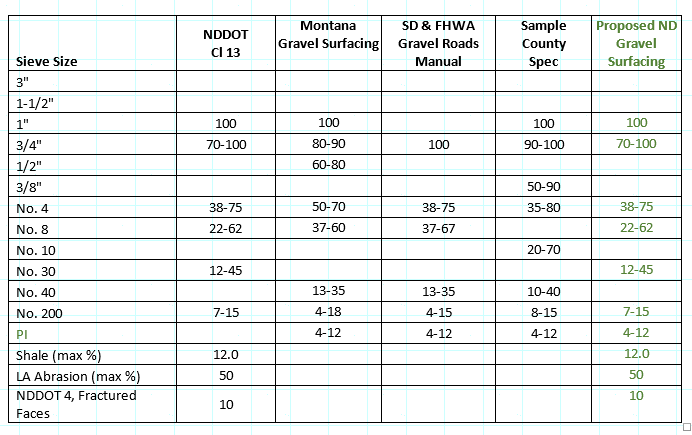 Sieve Size NDDOT Cl 13 Montana Gravel Surfacing SD & FHWA Gravel Roads Manual Sample County Spec Proposed ND Gravel Surfacing
3"
1-1/2"
1" 100 100 100 100
3/4" 70-100 80-90 100 90-100 70-100
1/2" 60-80
3/8" 50-90
No. 4 38-75 50-70 38-75 35-80 38-75
No. 8 22-62 37-60 37-67 22-62
No. 10 20-70
No. 30 12-45 12-45
No. 40 13-35 13-35 10-40
No. 200 7-15 4-18 4-15 8-15 7-15
PI 4-12 4-12 4-12 4-12
Shale (max %) 12.0 12.0
LA Abrasion (max %) 50 50
NDDOT 4, Fractured
Faces 10 10